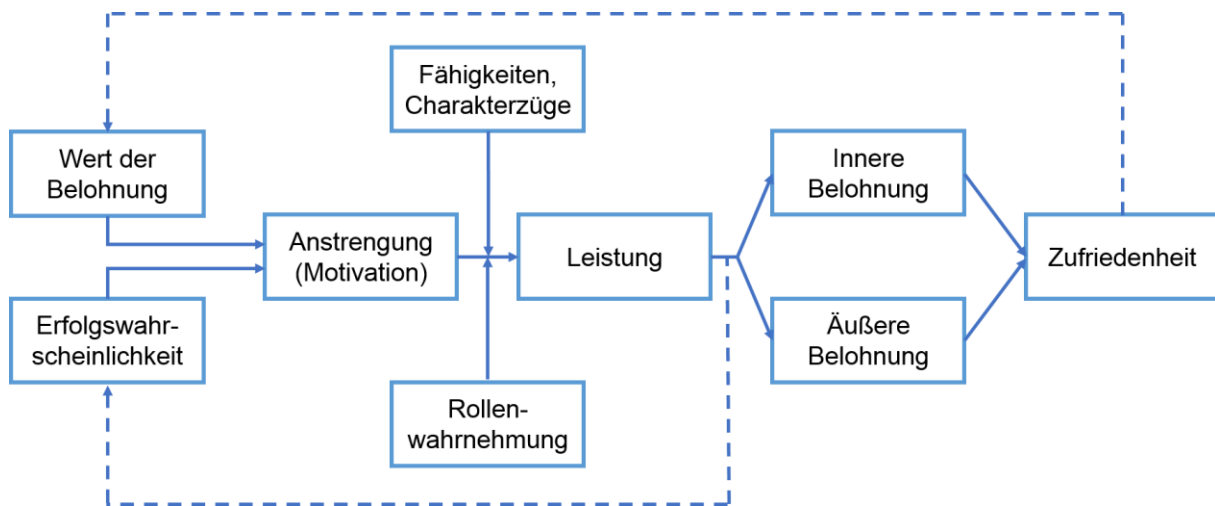 Fähigkeiten,
Charakterzüge
Wert der
Belohnung
Innere
Belohnung
Anstrengung
(Motivation)
Leistung
Zufriedenheit
Erfolgswahr-
scheinlichkeit
Äußere
Belohnung
Rollen-
wahrnehmung